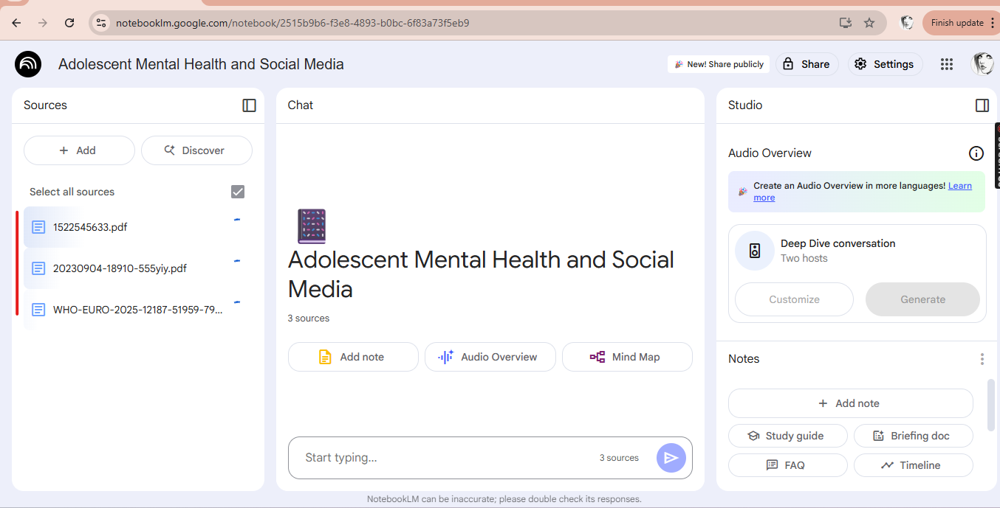 notebooklm.google.com/notebook/2515b9b6-f3e8-4893-b0bc-6f83a73f5eb9
Finish update
Adolescent Mental Health and Social Media
New! Share publicly
Share
Settings
Sources
Add
Discover
Select all sources
1522545633.pdf
20230904-18910-555yiy.pdf
WHO-EURO-2025-12187-51959-79...
Chat
Adolescent Mental Health and Social
Media
3 sources
Add note
Audio Overview
Mind Map
Start typing...
3 sources
NotebookLM can be inaccurate; please double check its responses.
Studio
Audio Overview
Create an Audio Overview in more languages! Learn
more
Deep Dive conversation
Two hosts
Customize
Generate
Notes
Add note
Study guide
Briefing doc
FAQ
Timeline